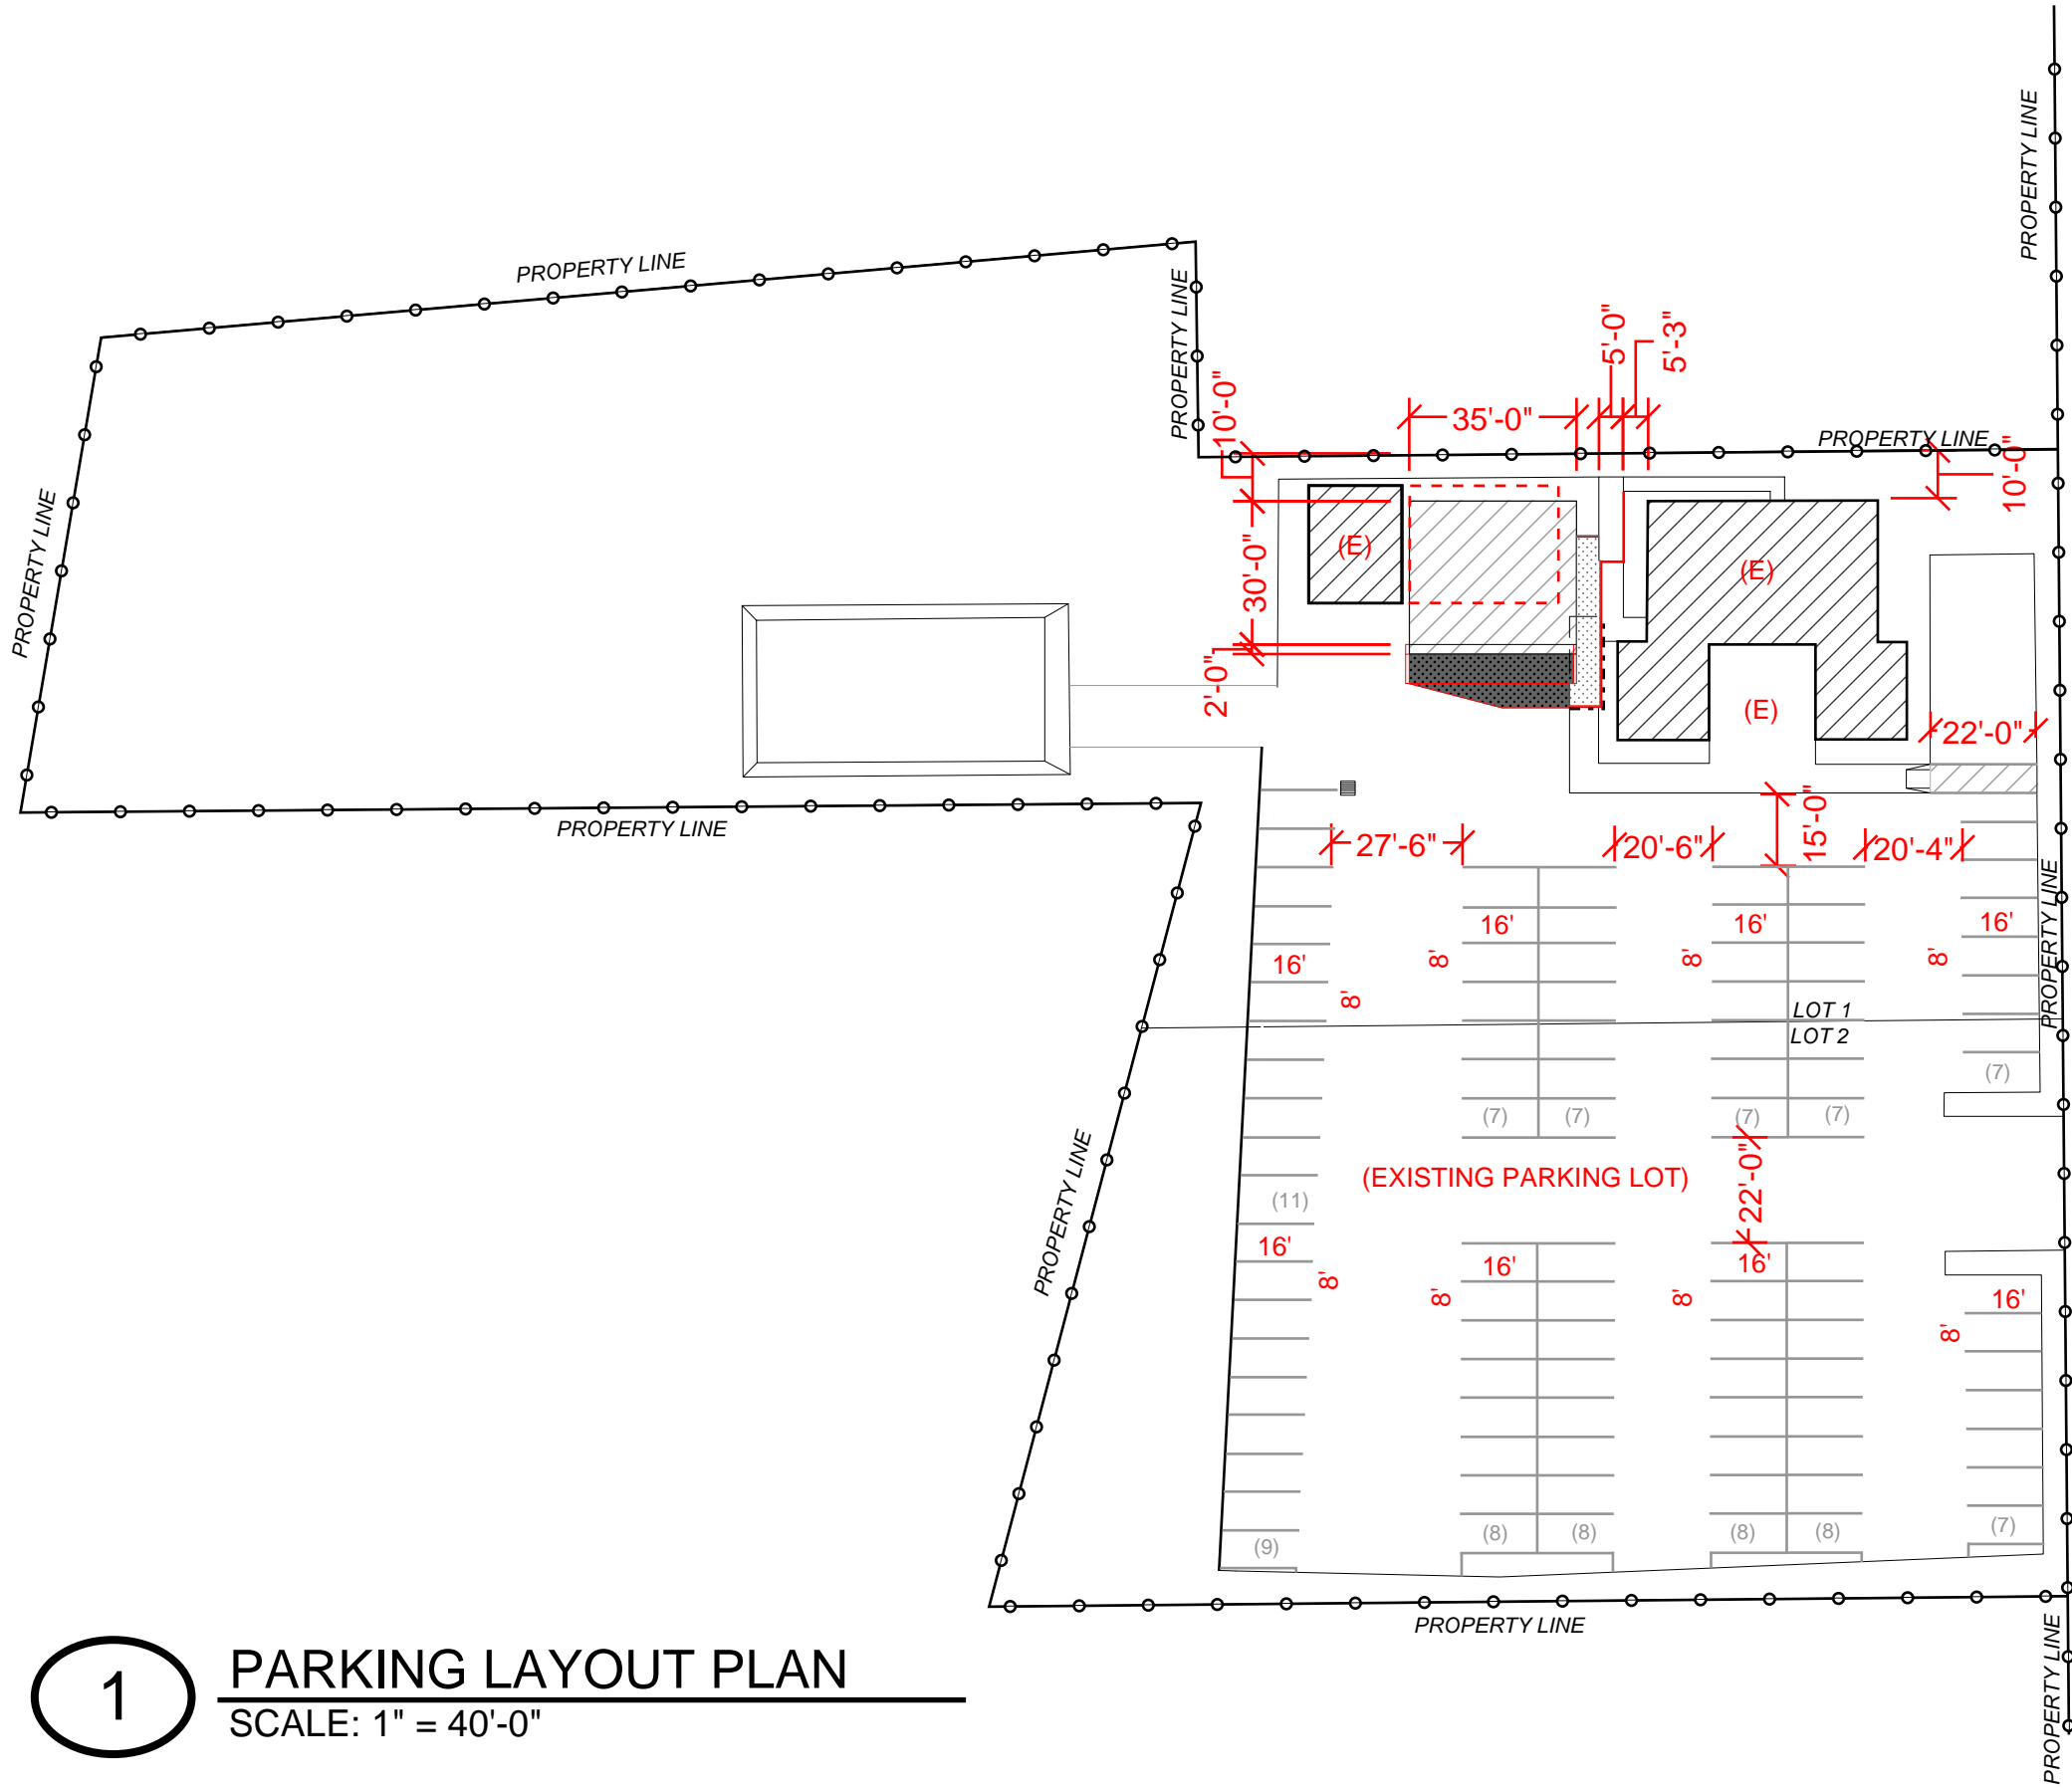 PROPERTY LINE
PROPERTY LINE
PROPERTY LINE
5'-0"
5'-3"
10'-0"
35'-0"
PROPERTY LINE
10'-0"
PROPERTY LINE
30'-0"
(E)
(E)
2'-0"
(E)
22'-0"
PROPERTY LINE
27'-6"
20'-6"
15'-0"
20'-4"
PROPERTY LINE
16'
16'
16'
16'
8'
8'
8'
8'
LOT 1
LOT 2
(7)
(7)
(7)
(7)
(7)
PROPERTY LINE
(EXISTING PARKING LOT)
22'-0"
(11)
16'
16'
16'
16'
8'
8'
8'
8'
(9)
(8)
(8)
(8)
(8)
(7)
PROPERTY LINE
PROPERTY LINE
1
PARKING LAYOUT PLAN
SCALE: 1" = 40'-0"